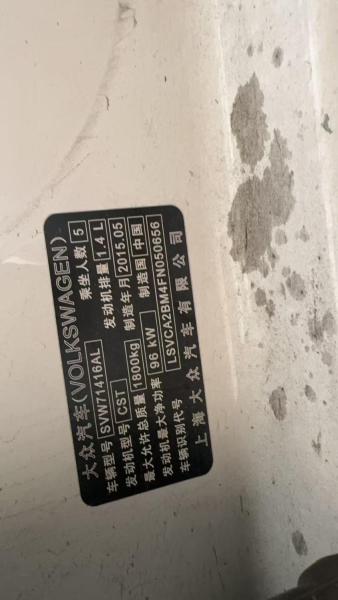 大众汽车(VOLKSWAGEN)
车辆型号 SVW71416AL 乘坐人数 5
发动机型号 CST 发动机排量 1.4 L
最大允许总质量 1800kg 制造年月 2015.05
发动机最大净功率 96 kW 制造国 中国
车辆识别代号 LSVCA2BM4FN050656
上海大众汽车有限公司